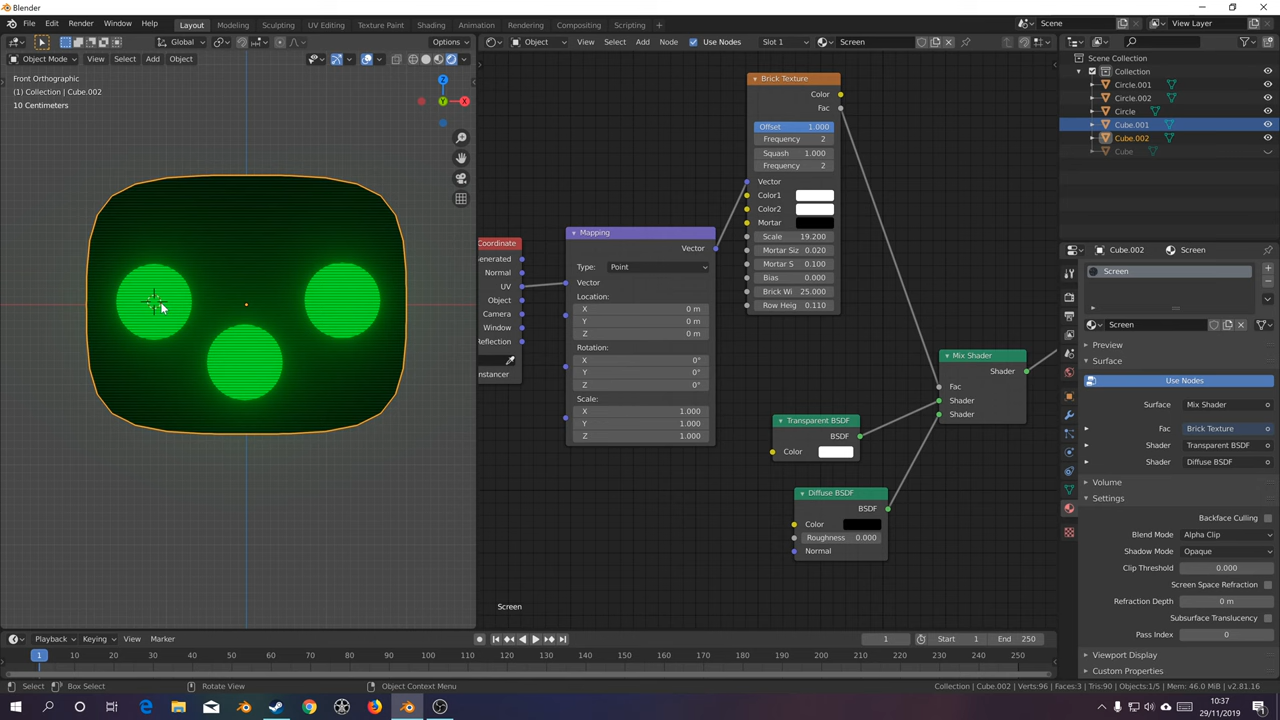 Blender
File Edit Render Window Help Layout Modeling Sculpting UV Editing Texture Paint Shading Animation Rendering Compositing Scripting + Scene View Layer
Global Options Object View Select Add Node Use Nodes Slot 1 Screen
Object Mode View Select Add Object
Front Orthographic
(1) Collection | Cube.002
10 Centimeters
Z
X
Y
Coordinate
enerated
Normal
UV
Object
Camera
Window
Reflection
nstancer
Mapping
Vector
Type: Point
Vector
Location:
X 0 m
Y 0 m
Z 0 m
Rotation:
X 0°
Y 0°
Z 0°
Scale:
X 1.000
Y 1.000
Z 1.000
Brick Texture
Color
Fac
Offset 1.000
Frequency 2
Squash 1.000
Frequency 2
Vector
Color1
Color2
Mortar
Scale 19.200
Mortar Siz 0.020
Mortar S 0.100
Bias 0.000
Brick Wi 25.000
Row Heig 0.110
Transparent BSDF
BSDF
Color
Diffuse BSDF
BSDF
Color
Roughness 0.000
Normal
Mix Shader
Shader
Fac
Shader
Shader
Screen
Scene Collection
Collection
Circle.001
Circle.002
Circle
Cube.001
Cube.002
Cube
Cube.002 Screen
Screen
Screen
Preview
Surface
Use Nodes
Surface Mix Shader
Fac Brick Texture
Shader Transparent BSDF
Shader Diffuse BSDF
Volume
Settings
Backface Culling
Blend Mode Alpha Clip
Shadow Mode Opaque
Clip Threshold 0.000
Screen Space Refraction
Refraction Depth 0 m
Subsurface Translucency
Pass Index 0
Viewport Display
Custom Properties
Playback Keying View Marker 1 Start 1 End 250
1 10 20 30 40 50 60 70 80 90 100 110 120 130 140 150 160 170 180 190 200 210 220 230 240 250
Select Box Select Rotate View Object Context Menu Collection | Cube.002 | Verts:96 | Faces:3 | Tris:90 | Objects:1/5 | Mem: 46.0 MiB | v2.81.16
10:37
29/11/2019